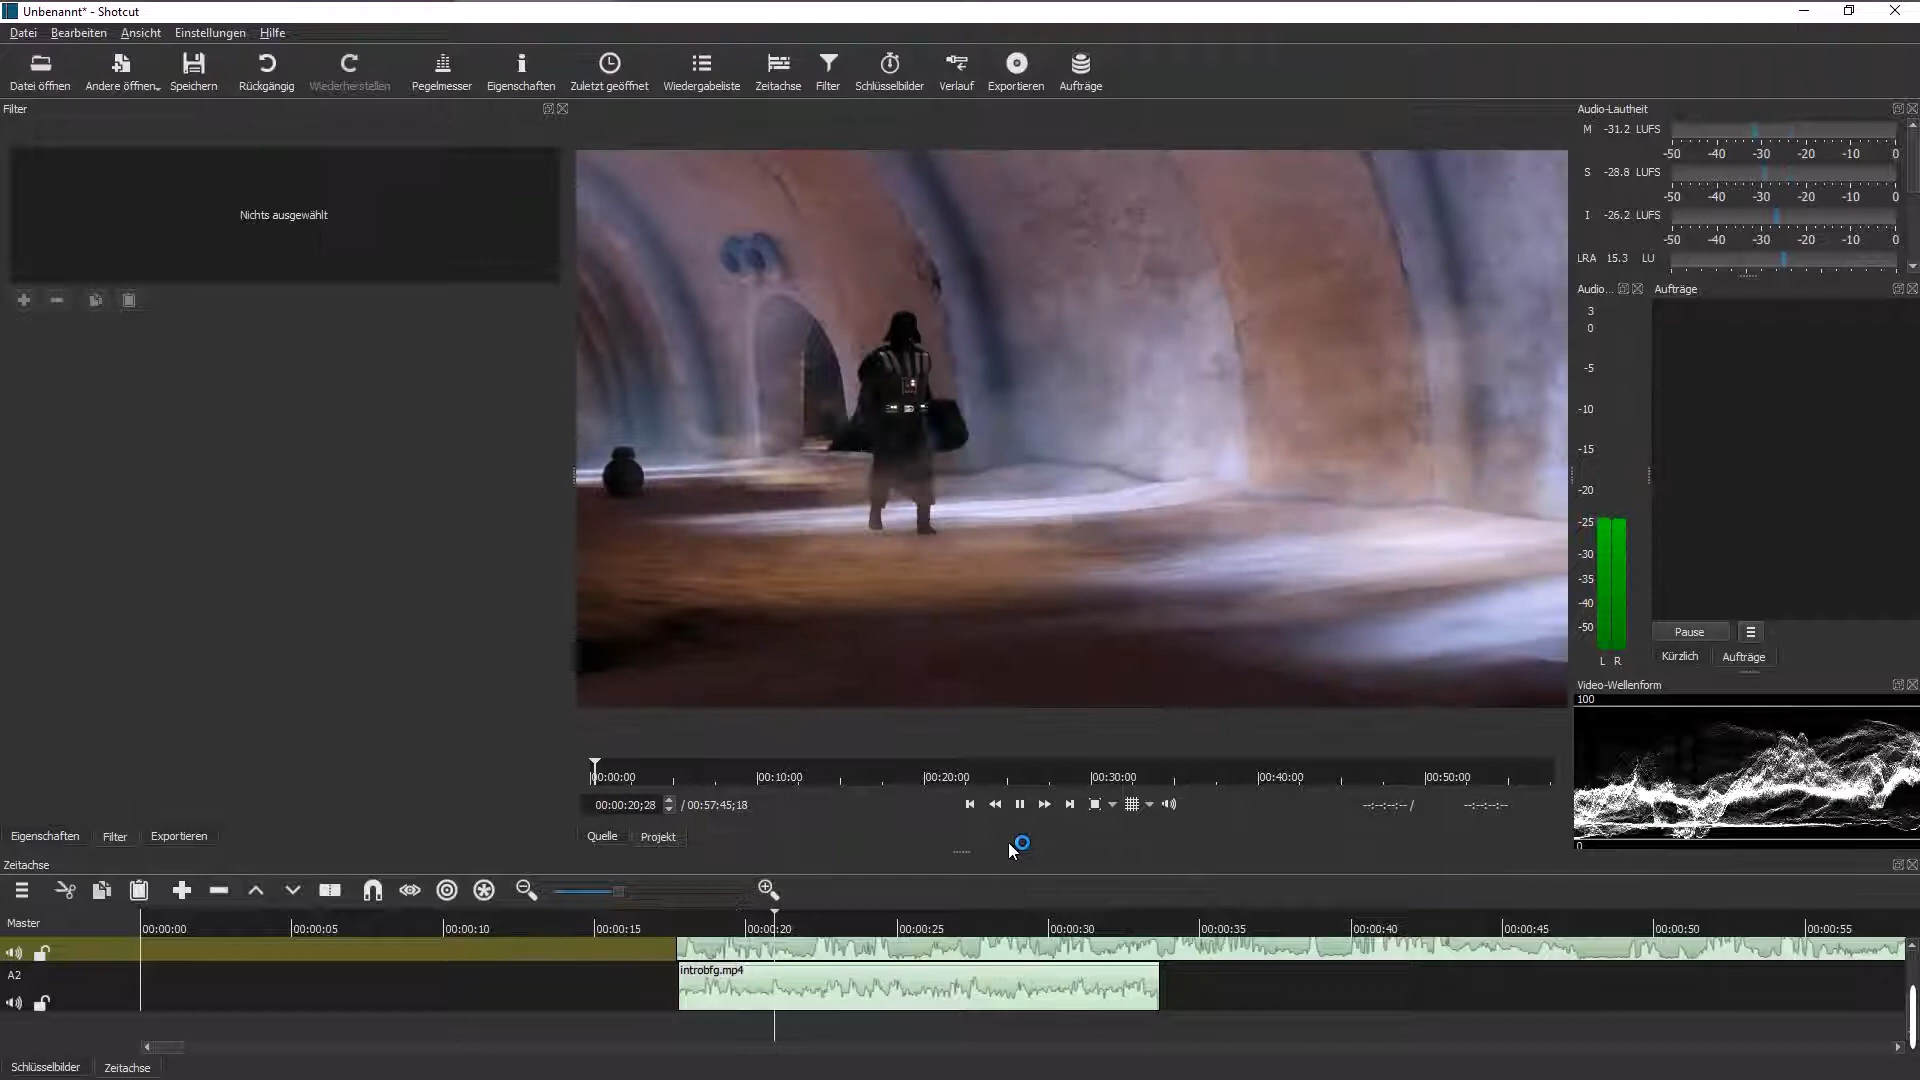 Unbenannt* - Shotcut
Datei Bearbeiten Ansicht Einstellungen Hilfe
Datei öffnen Andere öffnen Speichern Rückgängig Wiederherstellen Pegelmesser Eigenschaften Zuletzt geöffnet Wiedergabeliste Zeitachse Filter Schlüsselbilder Verlauf Exportieren Aufträge
Filter
Nichts ausgewählt
Audio-Lautheit
M -31.2 LUFS
-50 -40 -30 -20 -10 0
S -28.8 LUFS
-50 -40 -30 -20 -10 0
I -26.2 LUFS
-50 -40 -30 -20 -10 0
LRA 15.3 LU
Audio... Aufträge
3
0
-5
-10
-15
-20
-25
-30
-35
-40
-50
L R
Pause
Kürzlich Aufträge
Video-Wellenform
100
0
00:00:00 00:10:00 00:20:00 00:30:00 00:40:00 00:50:00
00:00:20;28 / 00:57:45;18 --:--:--:-- / --:--:--:--
Eigenschaften Filter Exportieren
Quelle Projekt
Zeitachse
Master
00:00:00 00:00:05 00:00:10 00:00:15 00:00:20 00:00:25 00:00:30 00:00:35 00:00:40 00:00:45 00:00:50 00:00:55
A2
introbfg.mp4
Schlüsselbilder Zeitachse